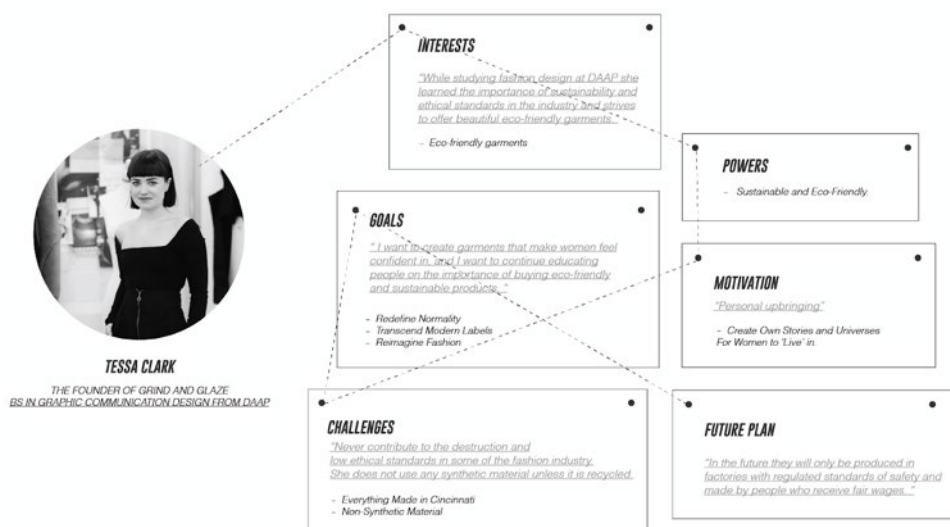 INTERESTS
"While studying fashion design at DAAP she
learned the importance of sustainability and
ethical standards in the industry and strives
to offer beautiful eco-friendly garments."
- Eco-friendly garments
POWERS
- Sustainable and Eco-Friendly
GOALS
" I want to create garments that make women feel
confident in, and I want to continue educating
people on the importance of buying eco-friendly
and sustainable products. "
- Redefine Normality
- Transcend Modern Labels
- Reimagine Fashion
MOTIVATION
"Personal upbringing"
- Create Own Stories and Universes
For Women to 'Live' in.
TESSA CLARK
THE FOUNDER OF GRIND AND GLAZE
BS IN GRAPHIC COMMUNICATION DESIGN FROM DAAP
CHALLENGES
"Never contribute to the destruction and
low ethical standards in some of the fashion industry.
She does not use any synthetic material unless it is recycled.
- Everything Made in Cincinnati
- Non-Synthetic Material
FUTURE PLAN
"In the future they will only be produced in
factories with regulated standards of safety and
made by people who receive fair wages. "